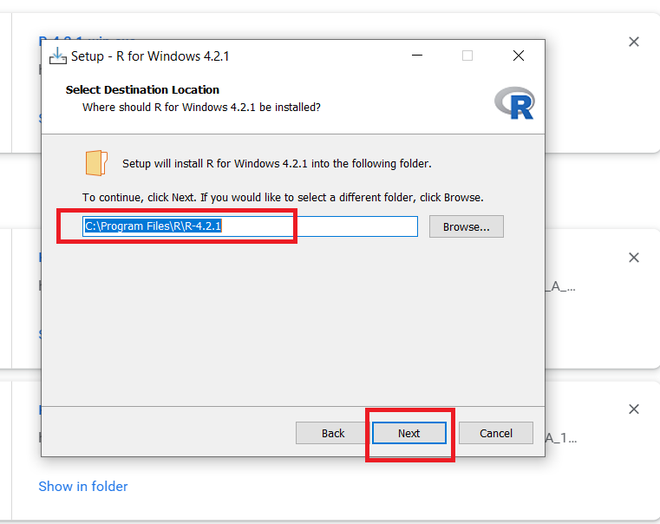 Setup - R for Windows 4.2.1
Select Destination Location
Where should R for Windows 4.2.1 be installed?
R
Setup will install R for Windows 4.2.1 into the following folder.
To continue, click Next. If you would like to select a different folder, click Browse.
C:\Program Files\R\R-4.2.1
Browse...
_A_...
Back
Next
Cancel
A_1...
Show in folder